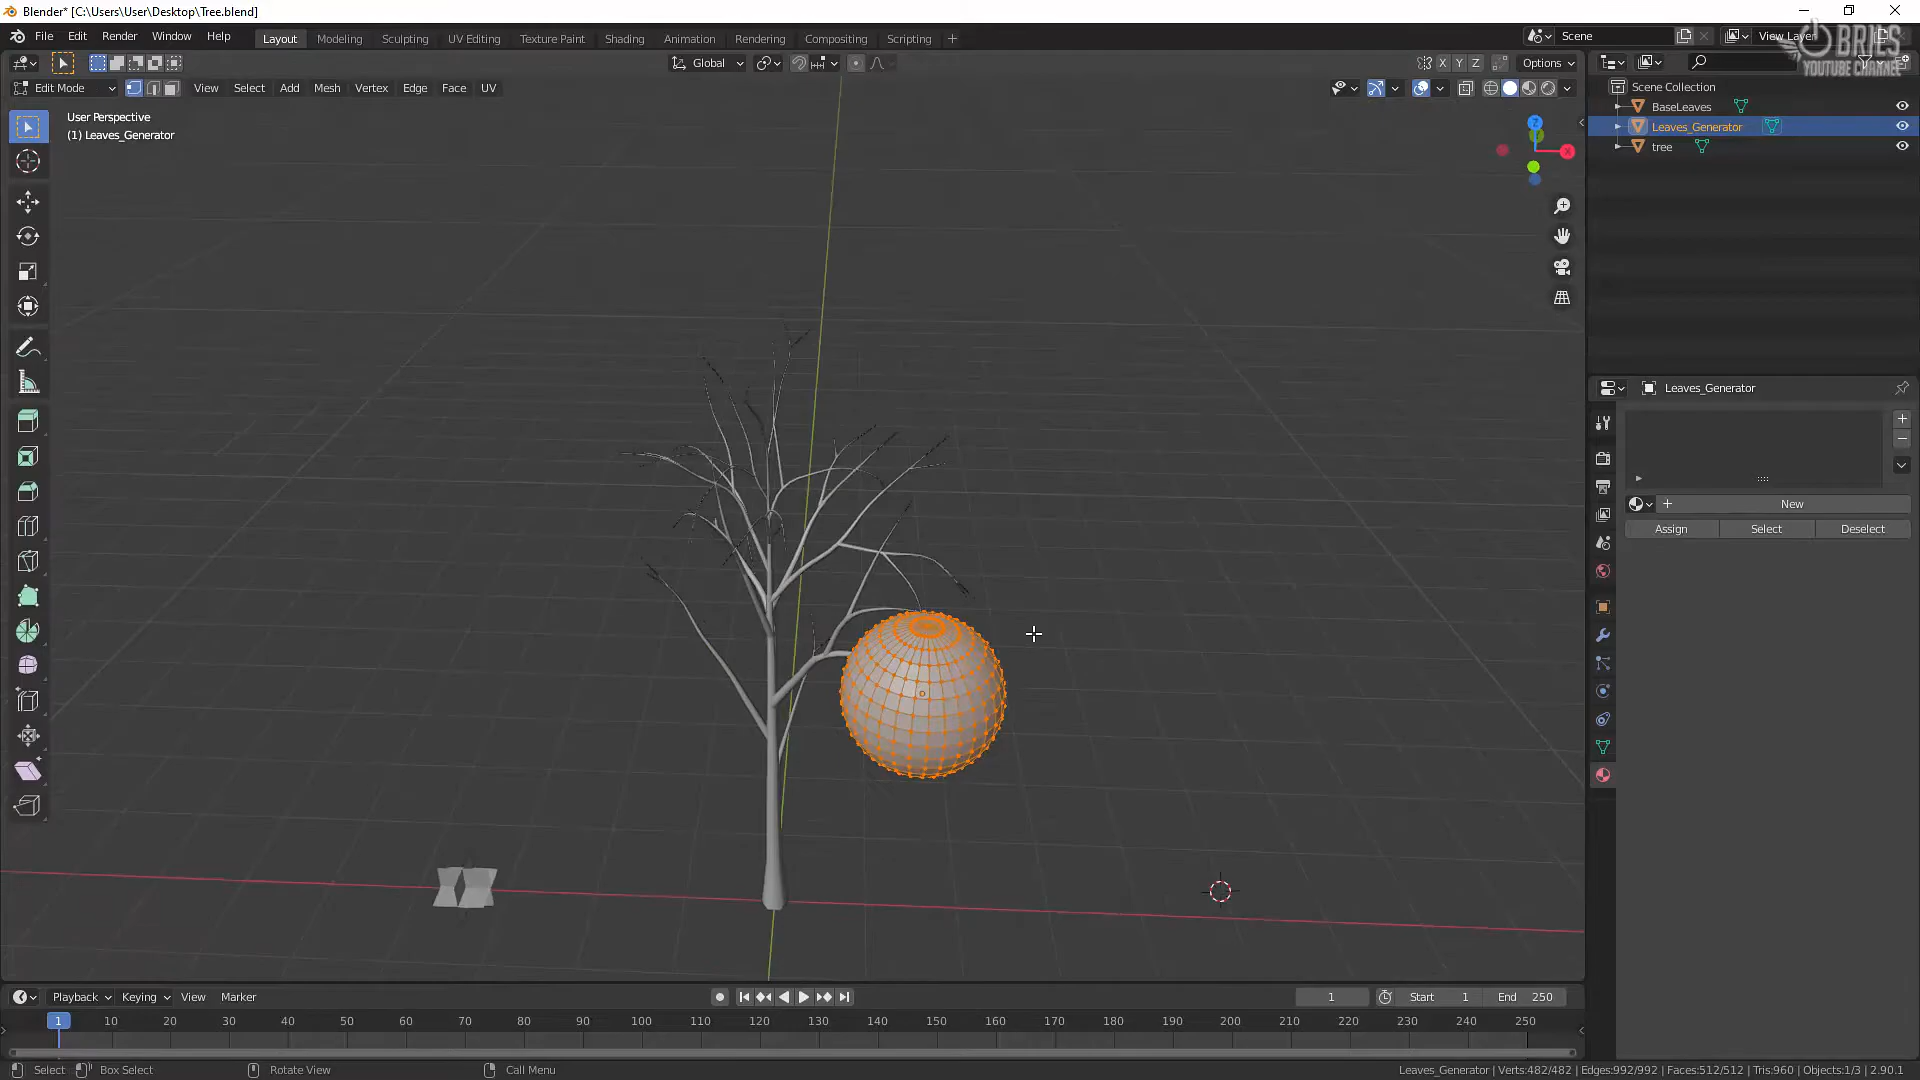 Blender* [C:\Users\User\Desktop\Tree.blend]
File Edit Render Window Help
Layout Modeling Sculpting UV Editing Texture Paint Shading Animation Rendering Compositing Scripting +
Scene
View Layer
BRIES
YOUTUBE CHANNEL
Global
X Y Z
Options
Edit Mode View Select Add Mesh Vertex Edge Face UV
User Perspective
(1) Leaves_Generator
Z
X
Scene Collection
BaseLeaves
Leaves_Generator
tree
Leaves_Generator
New
Assign Select Deselect
Playback Keying View Marker
1 Start 1 End 250
1 10 20 30 40 50 60 70 80 90 100 110 120 130 140 150 160 170 180 190 200 210 220 230 240 250
Select Box Select Rotate View Call Menu
Leaves_Generator | Verts:482/482 | Edges:992/992 | Faces:512/512 | Tris:960 | Objects:1/3 | 2.90.1